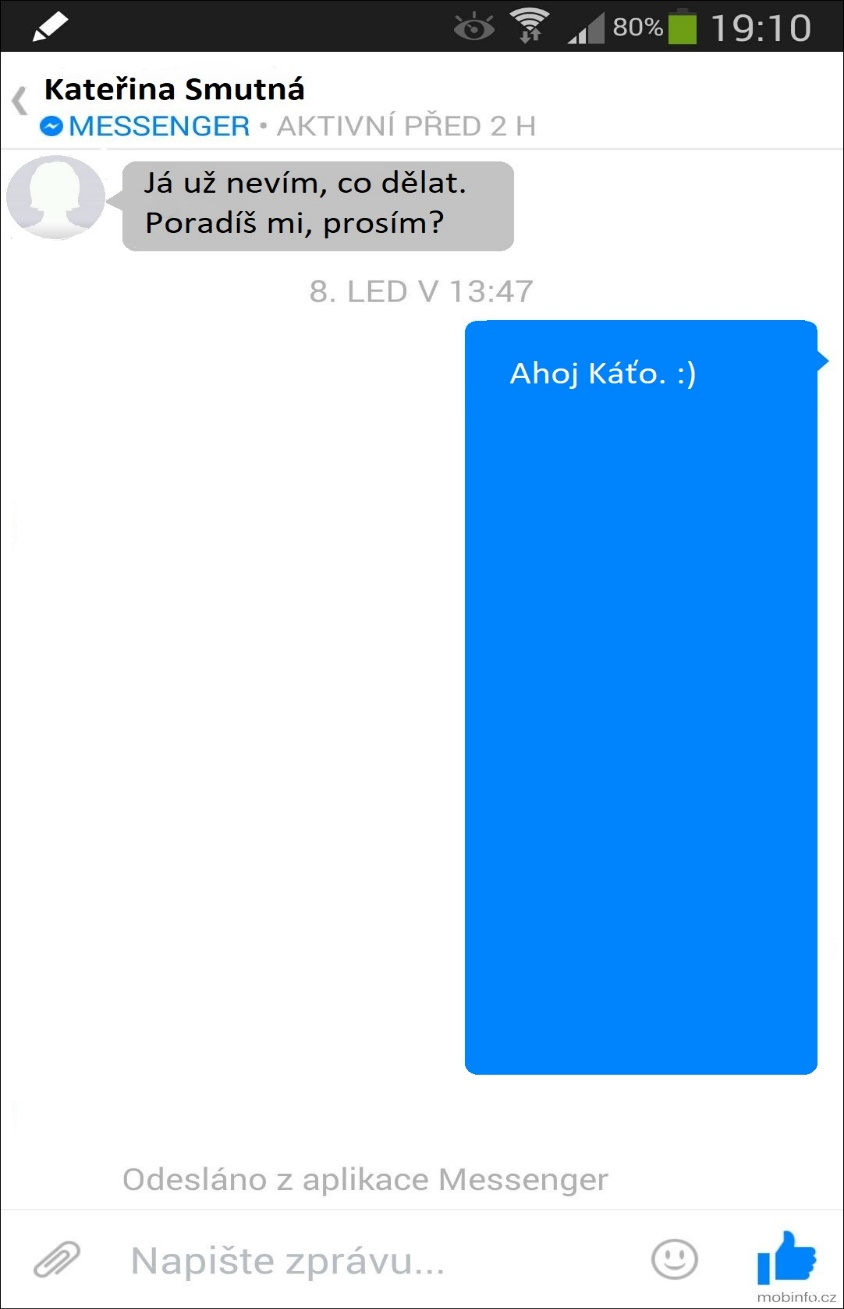 80% 19:10
Kateřina Smutná
MESSENGER • AKTIVNÍ PŘED 2 H
Já už nevím, co dělat.
Poradíš mi, prosím?
8. LED V 13:47
Ahoj Káťo. :)
Odesláno z aplikace Messenger
Napište zprávu...
mobinfo.cz